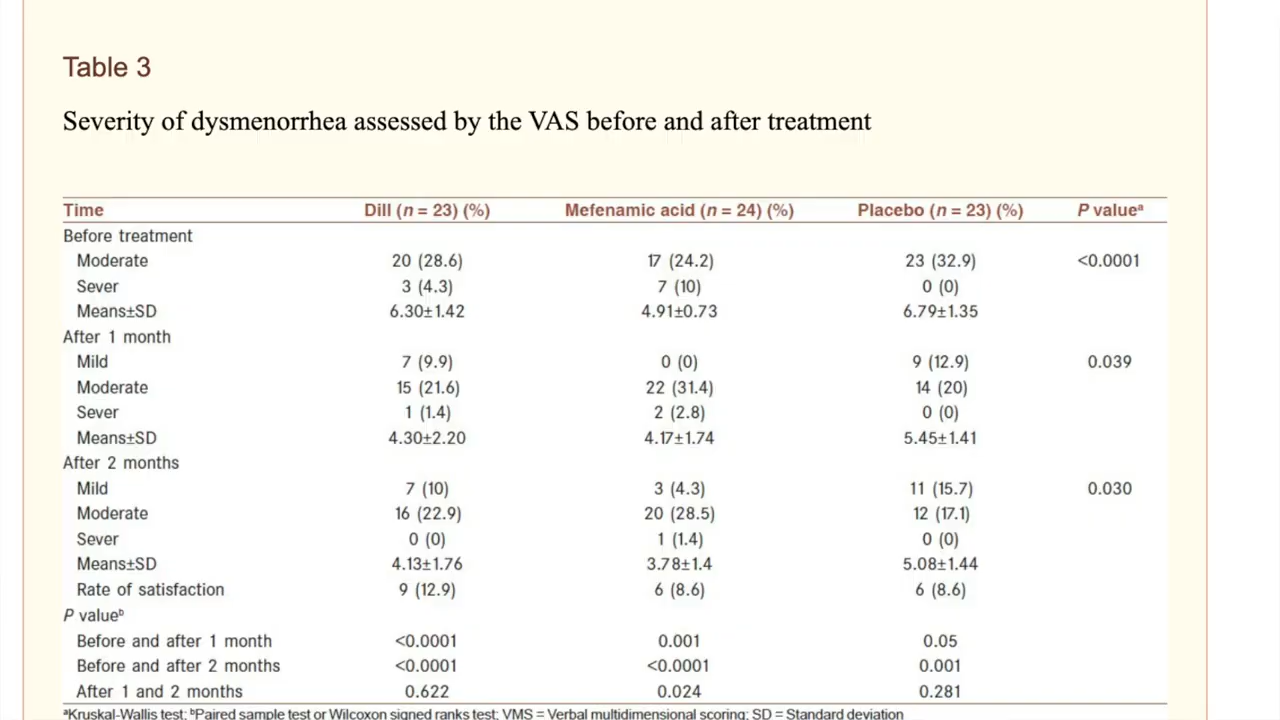 Table 3
Severity of dysmenorrhea assessed by the VAS before and after treatment
Time Dill (n = 23) (%) Mefenamic acid (n = 24) (%) Placebo (n = 23) (%) P valueᵃ
Before treatment
Moderate 20 (28.6) 17 (24.2) 23 (32.9) <0.0001
Sever 3 (4.3) 7 (10) 0 (0)
Means±SD 6.30±1.42 4.91±0.73 6.79±1.35
After 1 month
Mild 7 (9.9) 0 (0) 9 (12.9) 0.039
Moderate 15 (21.6) 22 (31.4) 14 (20)
Sever 1 (1.4) 2 (2.8) 0 (0)
Means±SD 4.30±2.20 4.17±1.74 5.45±1.41
After 2 months
Mild 7 (10) 3 (4.3) 11 (15.7) 0.030
Moderate 16 (22.9) 20 (28.5) 12 (17.1)
Sever 0 (0) 1 (1.4) 0 (0)
Means±SD 4.13±1.76 3.78±1.4 5.08±1.44
Rate of satisfaction 9 (12.9) 6 (8.6) 6 (8.6)
P valueᵇ
Before and after 1 month <0.0001 0.001 0.05
Before and after 2 months <0.0001 <0.0001 0.001
After 1 and 2 months 0.622 0.024 0.281
ᵃKruskal-Wallis test; ᵇPaired sample test or Wilcoxon signed ranks test; VMS = Verbal multidimensional scoring; SD = Standard deviation